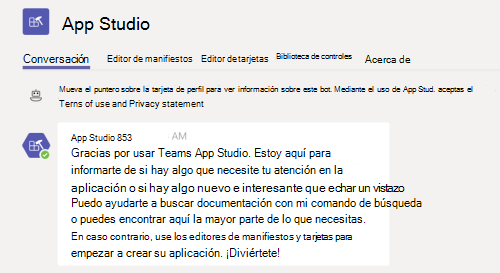 App Studio
Conversación Editor de manifiestos Editor de tarjetas Biblioteca de controles Acerca de
Mueva el puntero sobre la tarjeta de perfil para ver información sobre este bot. Mediante el uso de App Stud. aceptas el
Terns of use and Privacy statement
App Studio 853 AM
Gracias por usar Teams App Studio. Estoy aquí para
informarte de si hay algo que necesite tu atención en la
aplicación o si hay algo nuevo e interesante que echar un vistazo
Puedo ayudarte a buscar documentación con mi comando de búsqueda
o puedes encontrar aquí la mayor parte de lo que necesitas.
En caso contrario, use los editores de manifiestos y tarjetas para
empezar a crear su aplicación. ¡Diviértete!